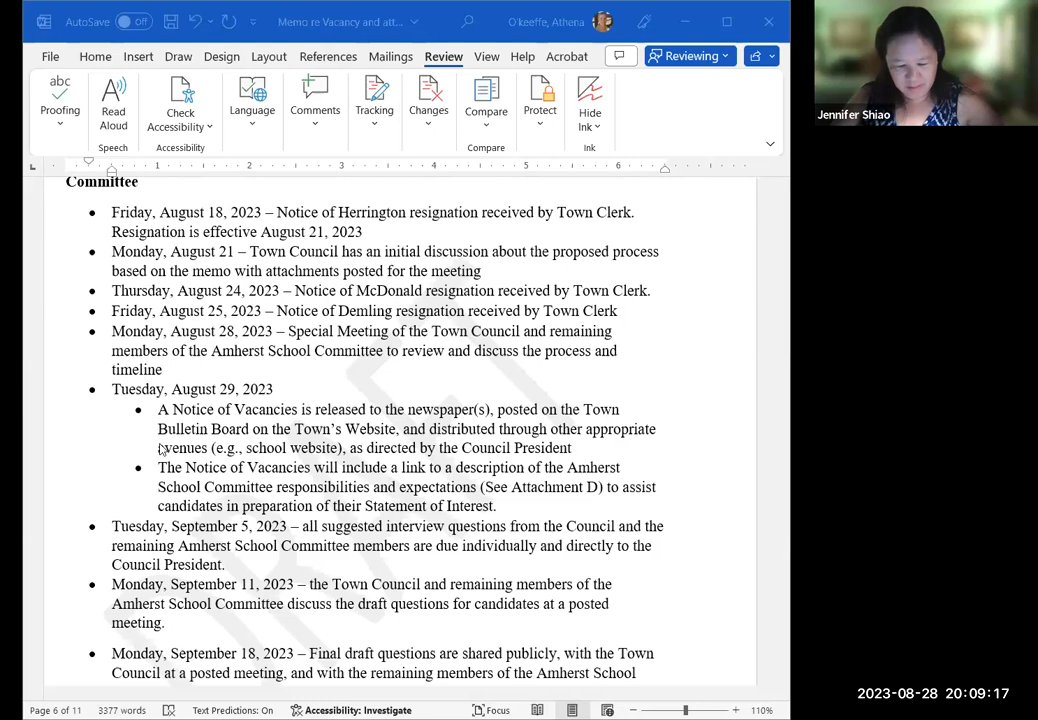 AutoSave Off Memo re Vacancy and att... O'keeffe, Athena
File Home Insert Draw Design Layout References Mailings Review View Help Acrobat Reviewing
abc
Proofing Read Aloud Check Accessibility Language Comments Tracking Changes Compare Protect Hide Ink
Speech Accessibility Compare Ink
1 2 3 4 5 6
Committee
• Friday, August 18, 2023 – Notice of Herrington resignation received by Town Clerk.
Resignation is effective August 21, 2023
• Monday, August 21 – Town Council has an initial discussion about the proposed process
based on the memo with attachments posted for the meeting
• Thursday, August 24, 2023 – Notice of McDonald resignation received by Town Clerk.
• Friday, August 25, 2023 – Notice of Demling resignation received by Town Clerk
• Monday, August 28, 2023 – Special Meeting of the Town Council and remaining
members of the Amherst School Committee to review and discuss the process and
timeline
• Tuesday, August 29, 2023
• A Notice of Vacancies is released to the newspaper(s), posted on the Town
Bulletin Board on the Town's Website, and distributed through other appropriate
venues (e.g., school website), as directed by the Council President
• The Notice of Vacancies will include a link to a description of the Amherst
School Committee responsibilities and expectations (See Attachment D) to assist
candidates in preparation of their Statement of Interest.
• Tuesday, September 5, 2023 – all suggested interview questions from the Council and the
remaining Amherst School Committee members are due individually and directly to the
Council President.
• Monday, September 11, 2023 – the Town Council and remaining members of the
Amherst School Committee discuss the draft questions for candidates at a posted
meeting.
• Monday, September 18, 2023 – Final draft questions are shared publicly, with the Town
Council at a posted meeting, and with the remaining members of the Amherst School
DRAFT
Page 6 of 11 3377 words Text Predictions: On Accessibility: Investigate Focus 110%
Jennifer Shiao
2023-08-28 20:09:17